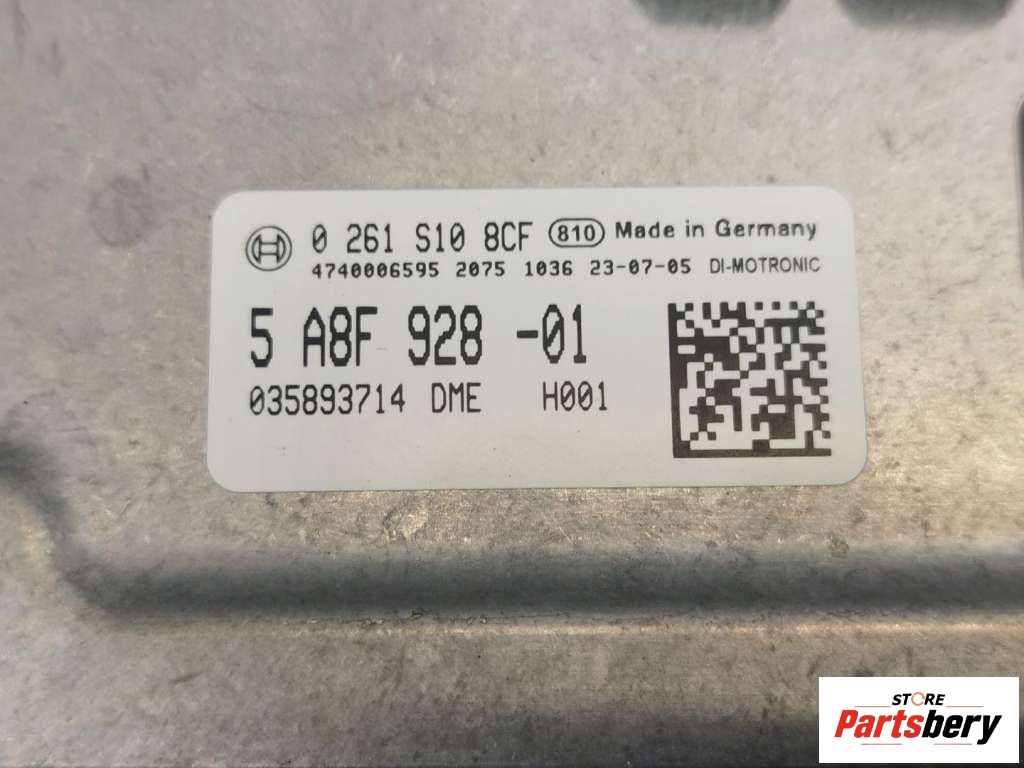 0 261 S10 8CF 810 Made in Germany
4740006595 2075 1036 23-07-05 DI-MOTRONIC
5 A8F 928 -01
035893714 DME H001
STORE
Partsbery